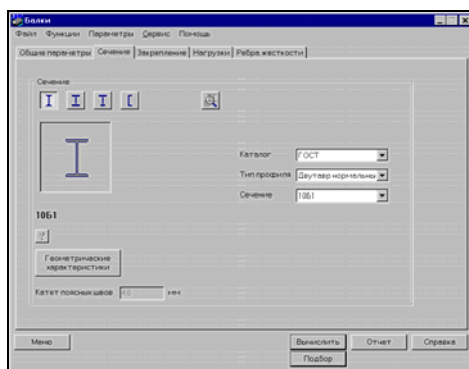 Балки
Файл Функции Параметры Сервис Помощь
Общие параметры Сечение Закрепление Нагрузки Ребра жесткости
Сечение
Каталог ГОСТ
Тип профиля Двутавр нормальны
Сечение 10Б1
10Б1
Геометрические
характеристики
Катет поясных швов мм
Меню Вычислить Отчет Справка
Подбор